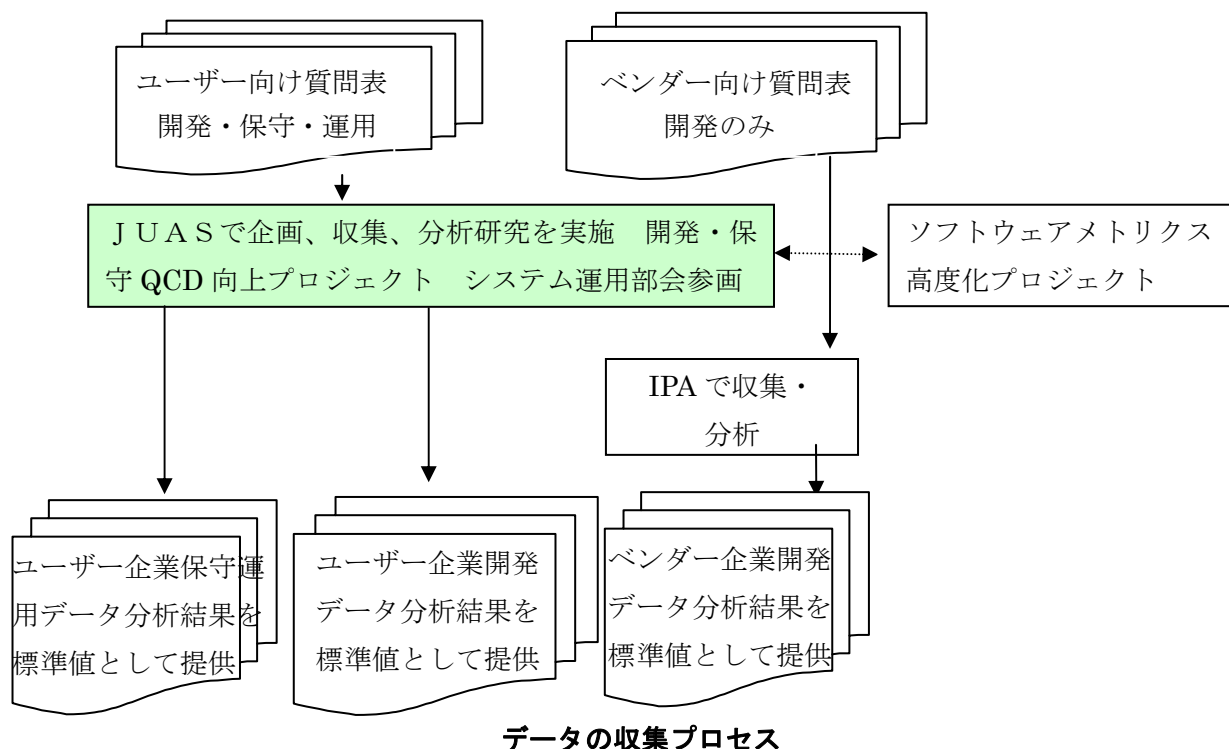 ユーザー向け質問表
開発・保守・運用
ベンダー向け質問表
開発のみ
ＪＵＡＳで企画、収集、分析研究を実施　開発・保
守 QCD 向上プロジェクト　システム運用部会参画
ソフトウェアメトリクス
高度化プロジェクト
IPA で収集・
分析
ユーザー企業保守運
用データ分析結果を
標準値として提供
ユーザー企業開発
データ分析結果を
標準値として提供
ベンダー企業開発
データ分析結果を
標準値として提供
データの収集プロセス